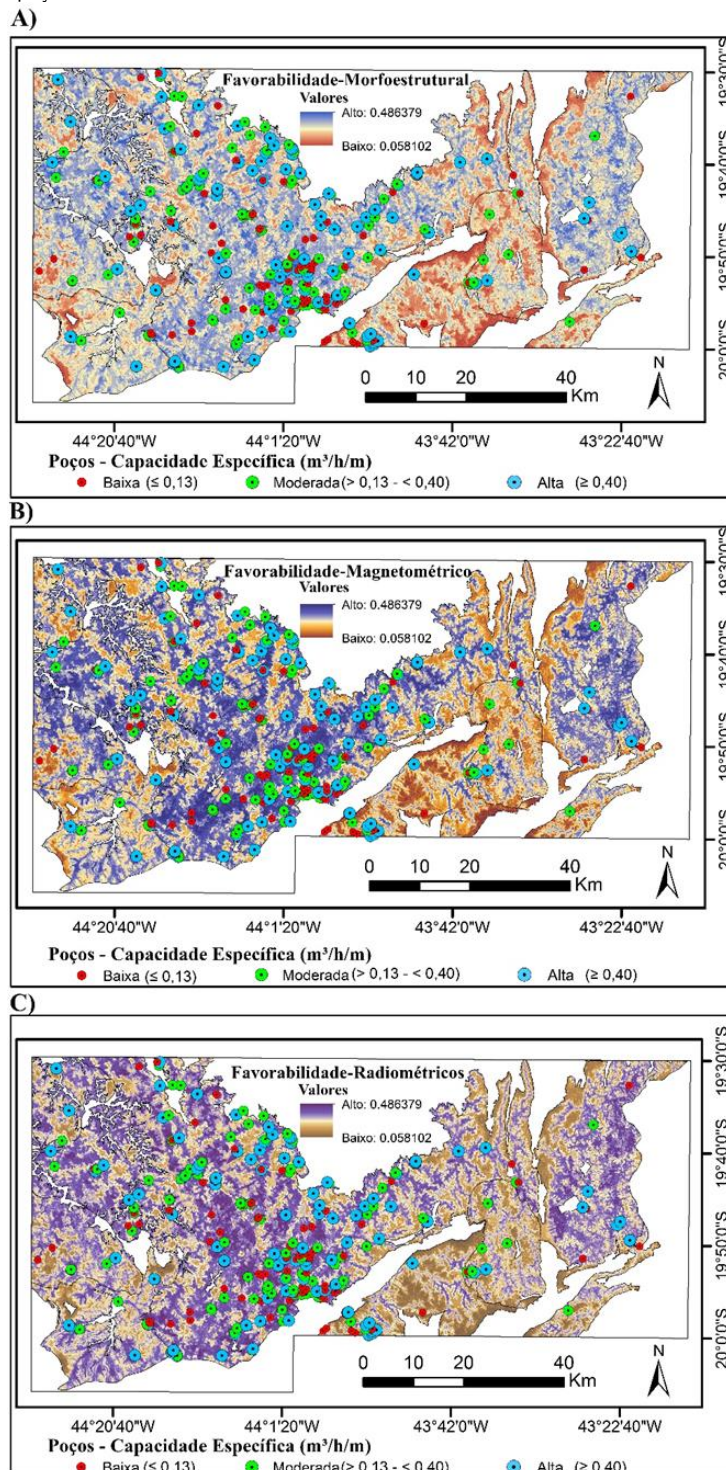 A)
Favorabilidade-Morfoestrutural
Valores
Alto: 0.486379
Baixo: 0.058102
19°30'0"S
19°40'0"S
19°50'0"S
20°0'0"S
N
0 10 20 40
Km
44°20'40"W 44°1'20"W 43°42'0"W 43°22'40"W
Poços - Capacidade Específica (m³/h/m)
Baixa (≤ 0,13) Moderada (> 0,13 - < 0,40) Alta (≥ 0,40)
B)
Favorabilidade-Magnetométrico
Valores
Alto: 0.486379
Baixo: 0.058102
19°30'0"S
19°40'0"S
19°50'0"S
20°0'0"S
N
0 10 20 40
Km
44°20'40"W 44°1'20"W 43°42'0"W 43°22'40"W
Poços - Capacidade Específica (m³/h/m)
Baixa (≤ 0,13) Moderada (> 0,13 - < 0,40) Alta (≥ 0,40)
C)
Favorabilidade-Radiométricos
Valores
Alto: 0.486379
Baixo: 0.058102
19°30'0"S
19°40'0"S
19°50'0"S
20°0'0"S
N
0 10 20 40
Km
44°20'40"W 44°1'20"W 43°42'0"W 43°22'40"W
Poços - Capacidade Específica (m³/h/m)
Baixa (≤ 0,13) Moderada (> 0,13 - < 0,40) Alta (≥ 0,40)